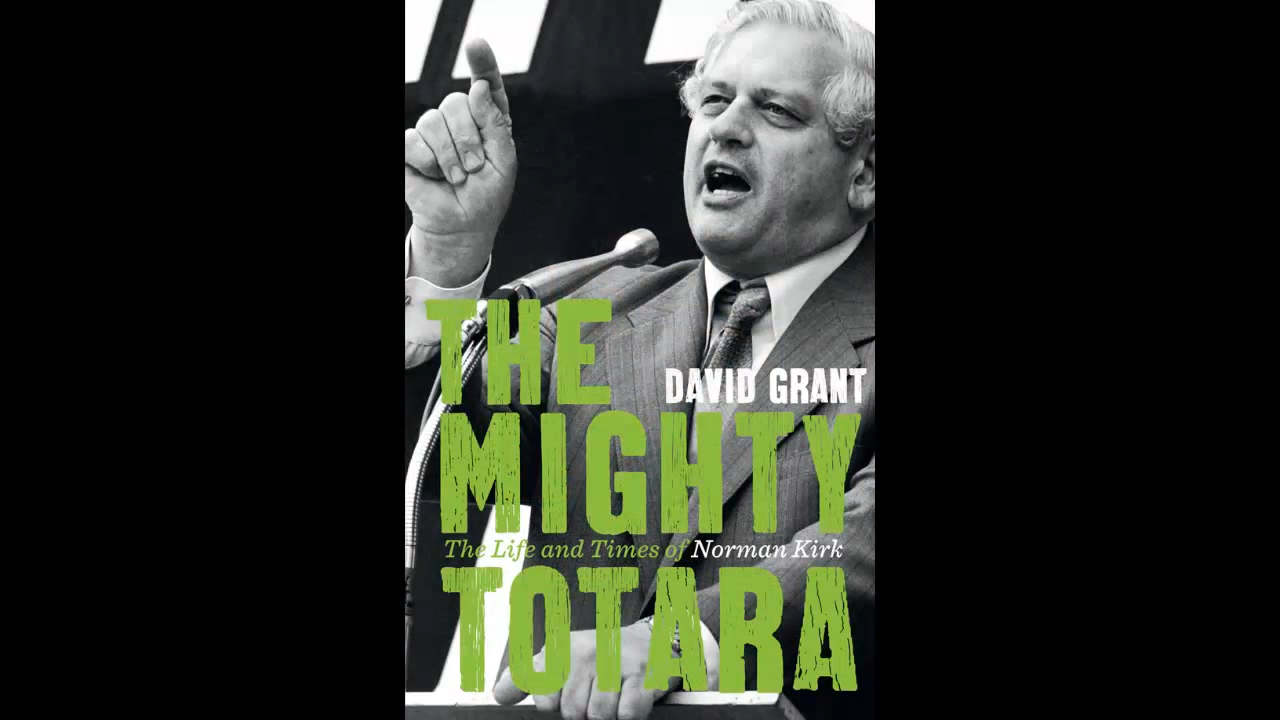 THE
DAVID GRANT
MIGHTY
The Life and Times of Norman Kirk
TOTARA